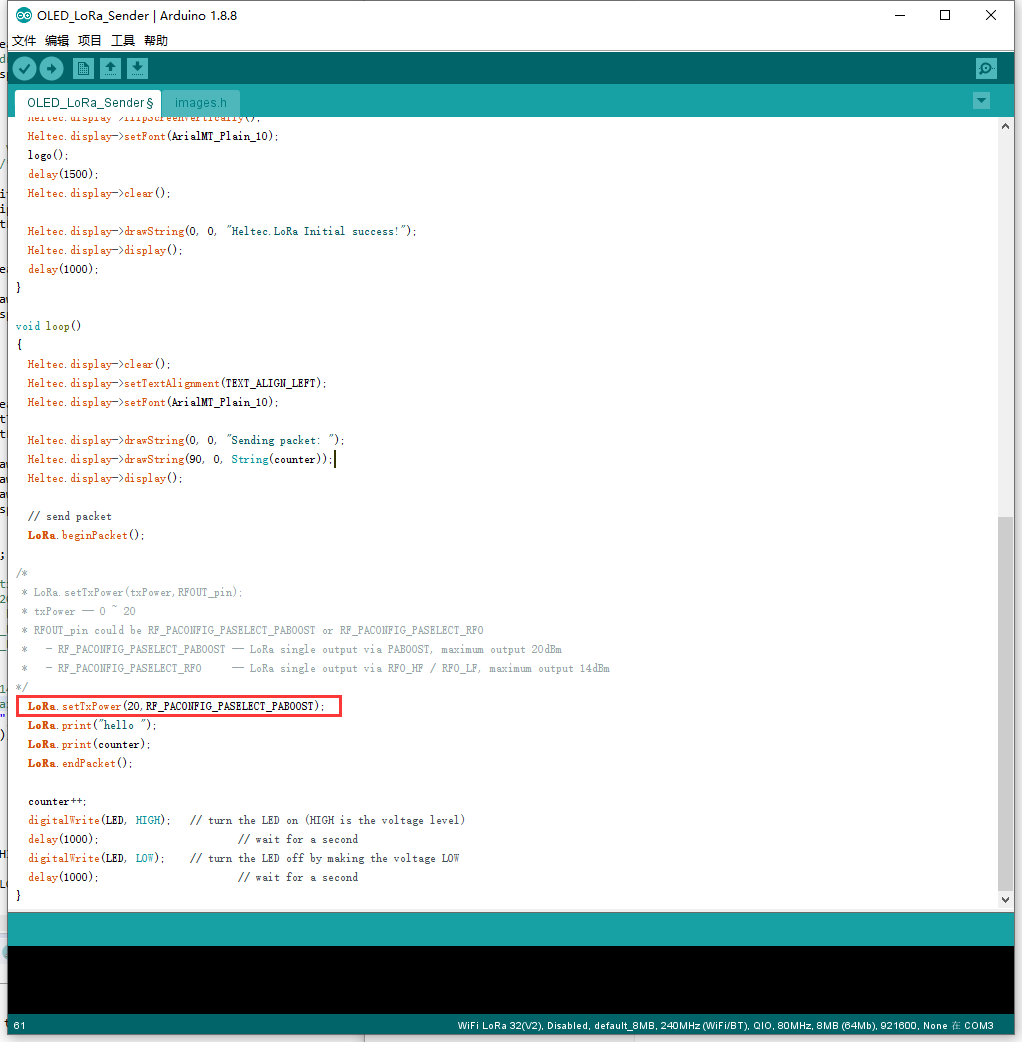 OLED_LoRa_Sender | Arduino 1.8.8
文件 编辑 项目 工具 帮助
OLED_LoRa_Sender § images.h
Heltec.display->flipScreenVertically();
Heltec.display->setFont(ArialMT_Plain_10);
logo();
delay(1500);
Heltec.display->clear();
Heltec.display->drawString(0, 0, "Heltec.LoRa Initial success!");
Heltec.display->display();
delay(1000);
}
void loop()
{
Heltec.display->clear();
Heltec.display->setTextAlignment(TEXT_ALIGN_LEFT);
Heltec.display->setFont(ArialMT_Plain_10);
Heltec.display->drawString(0, 0, "Sending packet: ");
Heltec.display->drawString(90, 0, String(counter));
Heltec.display->display();
// send packet
LoRa.beginPacket();
/*
* LoRa.setTxPower(txPower,RFOUT_pin);
* txPower -- 0 ~ 20
* RFOUT_pin could be RF_PACONFIG_PASELECT_PABOOST or RF_PACONFIG_PASELECT_RFO
*   - RF_PACONFIG_PASELECT_PABOOST -- LoRa single output via PABOOST, maximum output 20dBm
*   - RF_PACONFIG_PASELECT_RFO     -- LoRa single output via RFO_HF / RFO_LF, maximum output 14dBm
*/
LoRa.setTxPower(20,RF_PACONFIG_PASELECT_PABOOST);
LoRa.print("hello ");
LoRa.print(counter);
LoRa.endPacket();
counter++;
digitalWrite(LED, HIGH);   // turn the LED on (HIGH is the voltage level)
delay(1000);                       // wait for a second
digitalWrite(LED, LOW);    // turn the LED off by making the voltage LOW
delay(1000);                       // wait for a second
}
61 WiFi LoRa 32(V2), Disabled, default_8MB, 240MHz (WiFi/BT), QIO, 80MHz, 8MB (64Mb), 921600, None 在 COM3